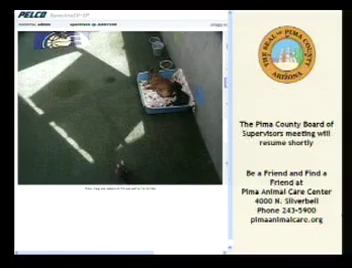 PELCO
THE SEAL OF PIMA COUNTY
ARIZONA
The Pima County Board of
Supervisors meeting will
resume shortly
Be a Friend and Find a
Friend at
Pima Animal Care Center
4000 N. Silverbell
Phone 243-5900
pimaanimalcare.org